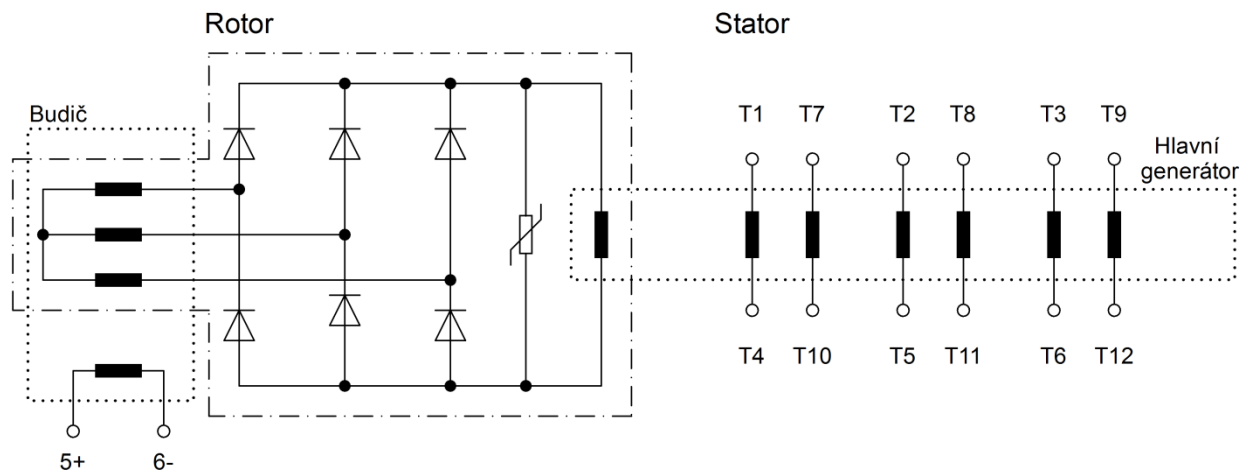 Rotor
Stator
Budič
T1 T7 T2 T8 T3 T9
Hlavní
generátor
T4 T10 T5 T11 T6 T12
5+ 6-